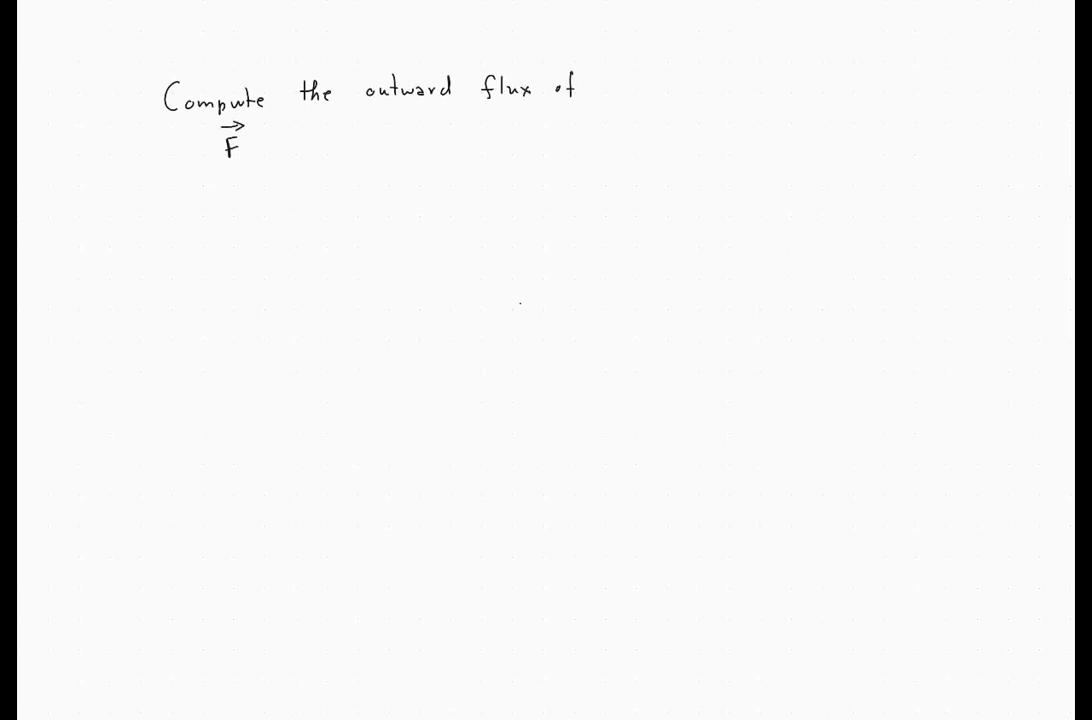 Compute the outward flux of
→
F